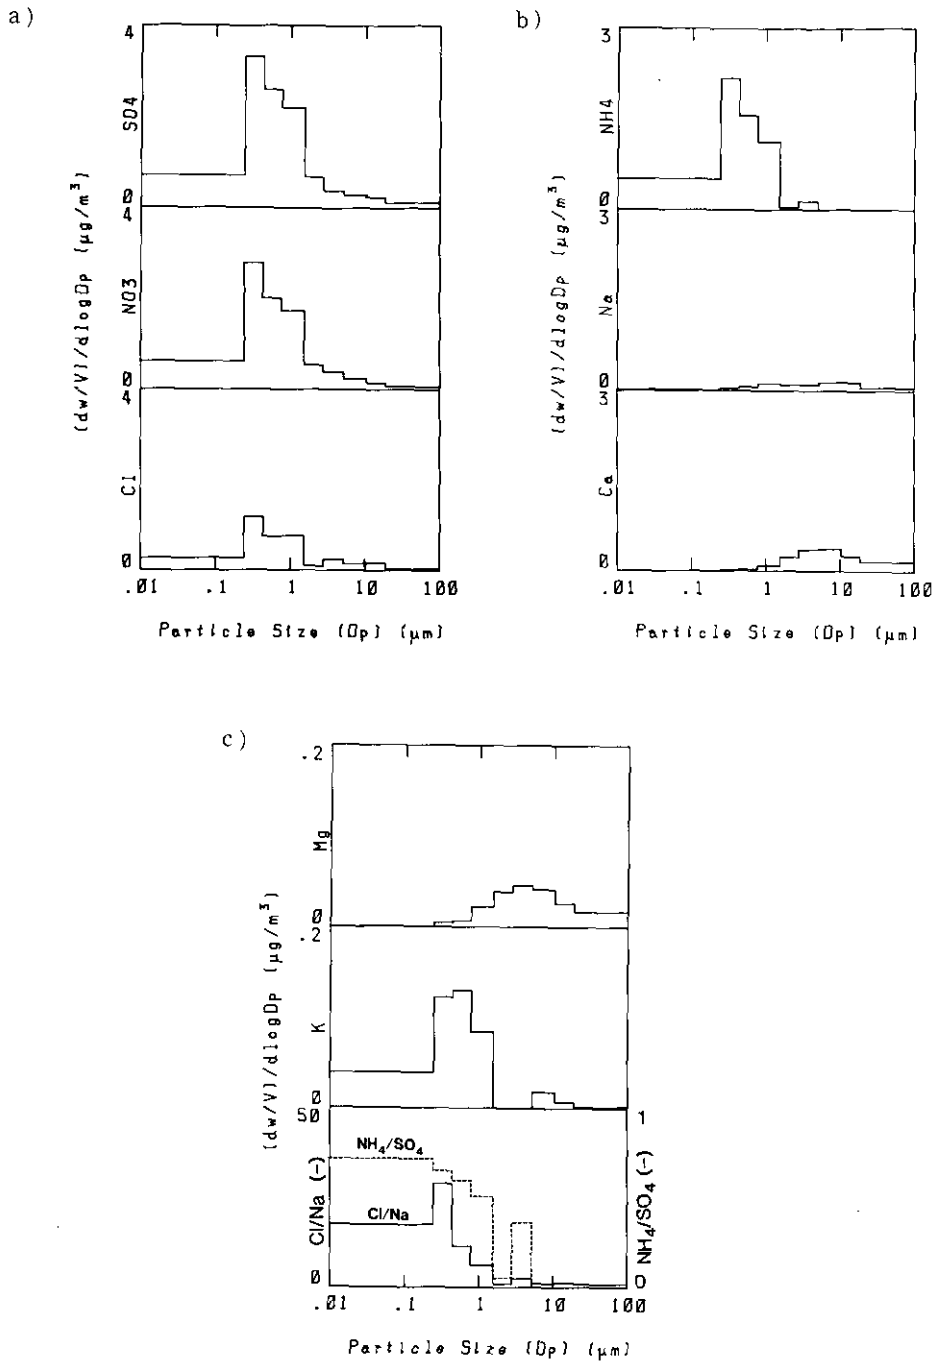 a)
4
SO4
0
4
NO3
0
4
Cl
0
.01 .1 1 10 100
Particle Size (Dp) (μm)
(dw/V)/dlogDp (μg/m³)
b)
3
NH4
0
3
Na
0
3
Ca
0
.01 .1 1 10 100
Particle Size (Dp) (μm)
(dw/V)/dlogDp (μg/m³)
c)
.2
Mg
0
.2
K
0
50
1
NH₄/SO₄
Cl/Na
0
0
Cl/Na (-)
NH₄/SO₄ (-)
.01 .1 1 10 100
Particle Size (Dp) (μm)
(dw/V)/dlogDp (μg/m³)